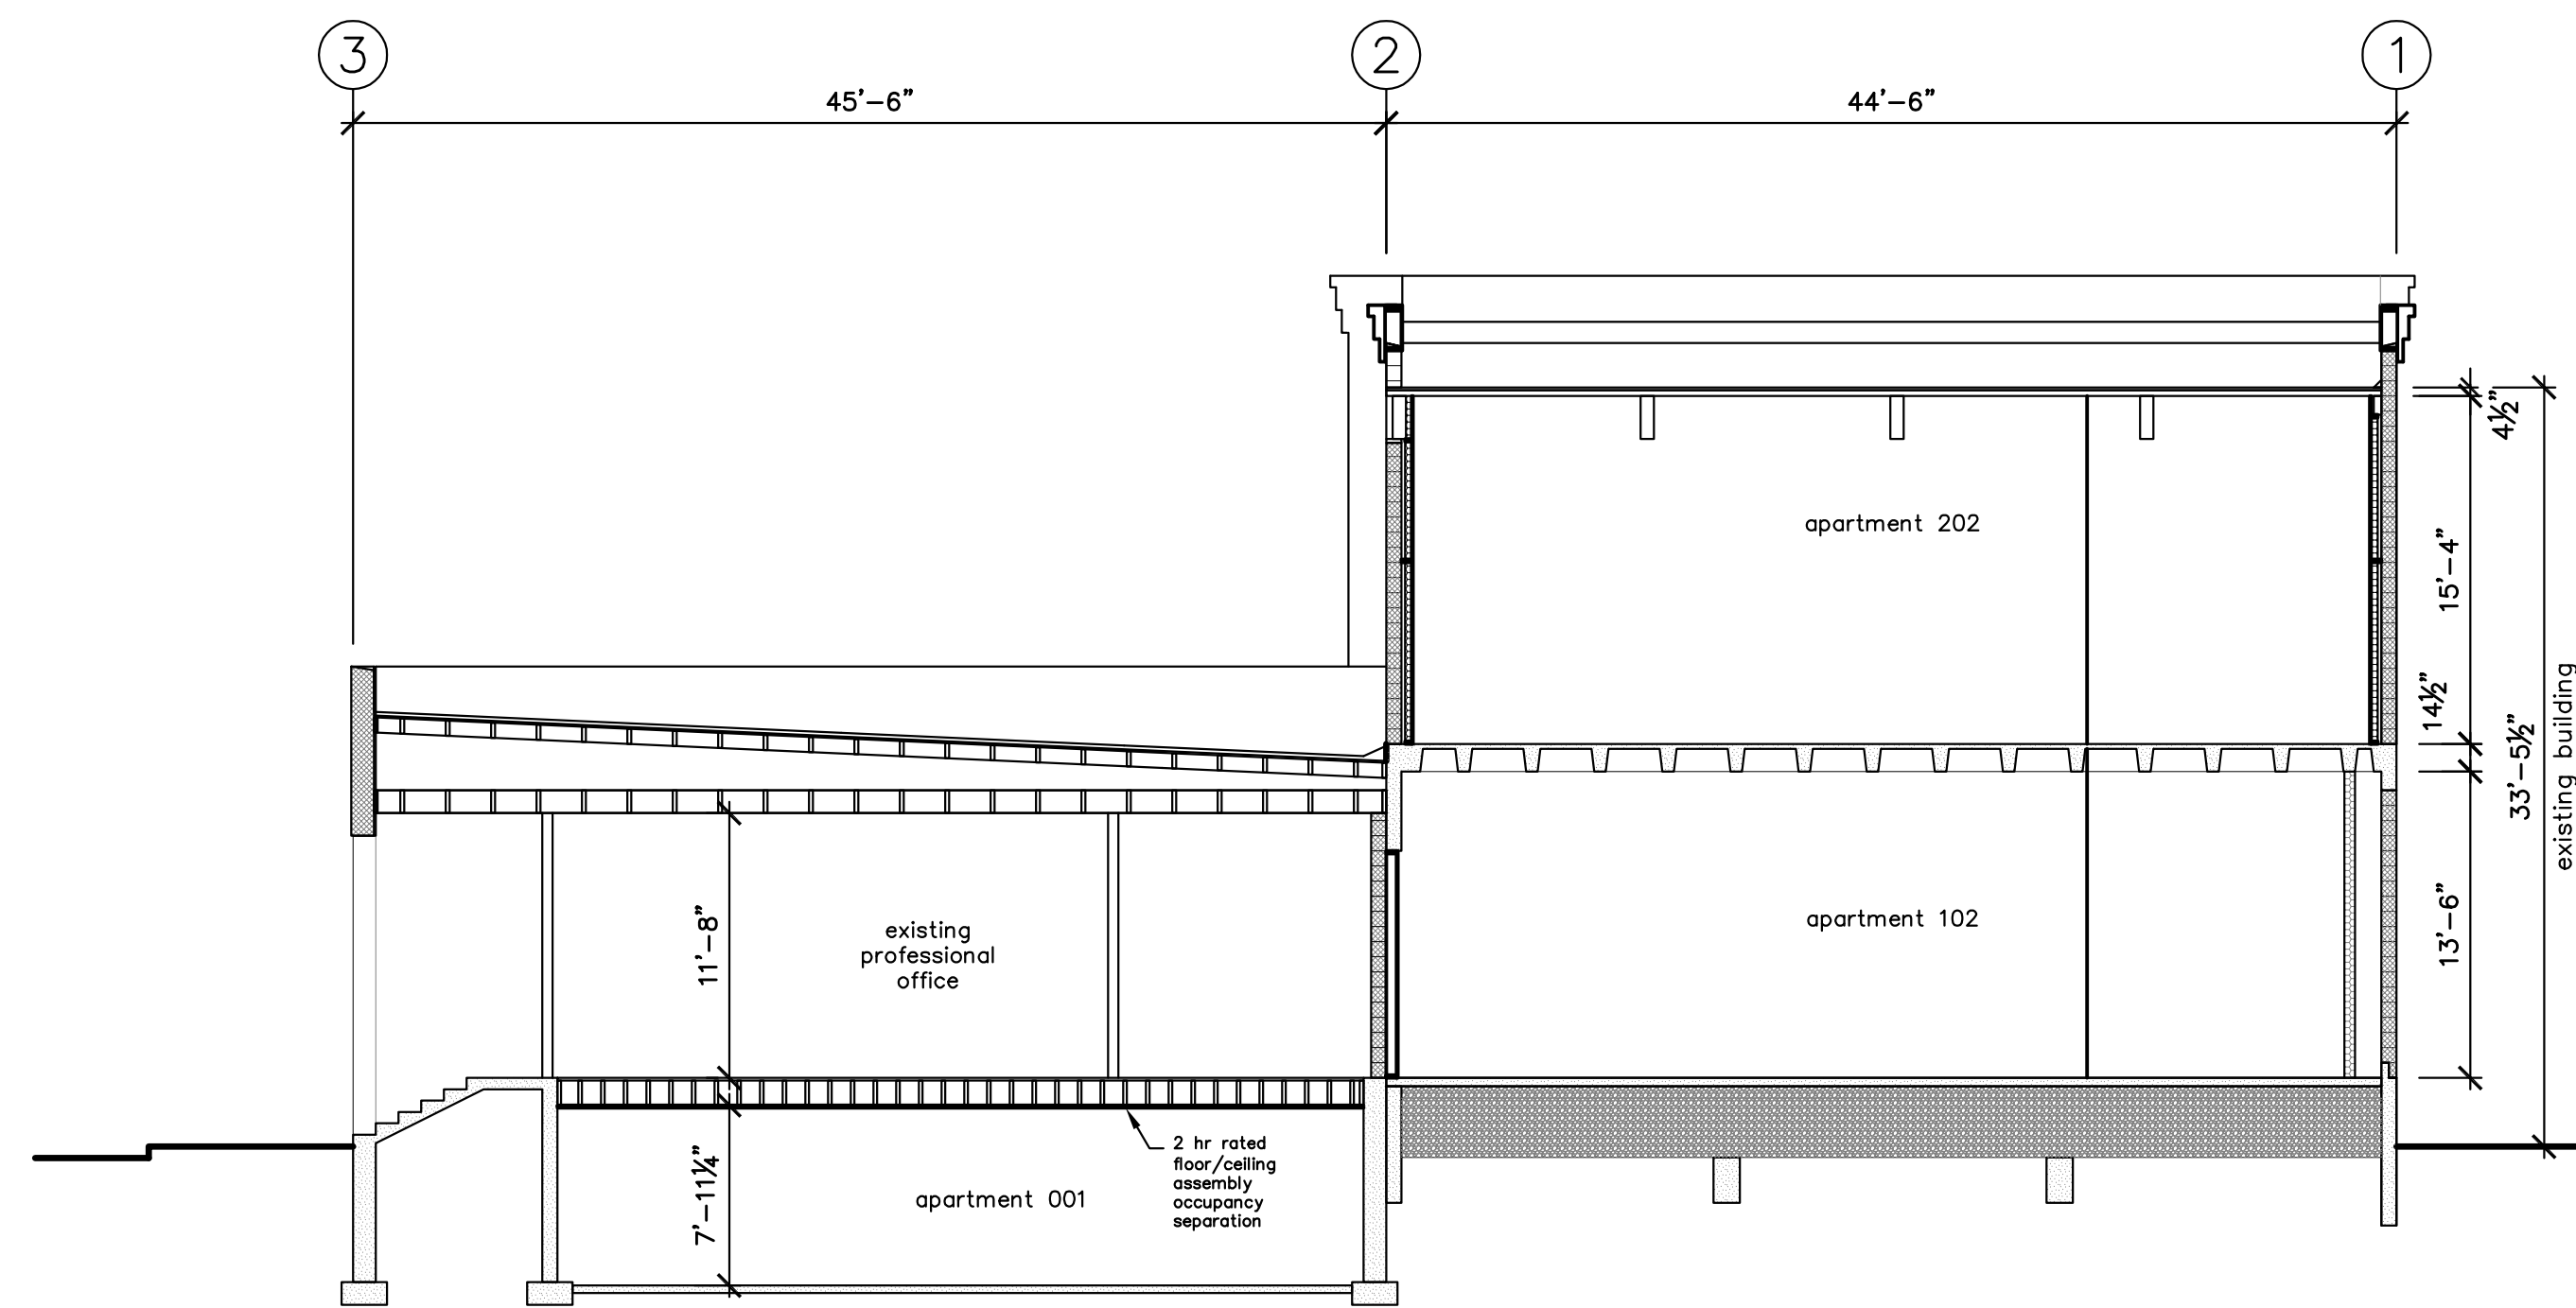 3
2
1
45'-6"
44'-6"
4½"
apartment 202
15'-4"
14½"
33'-5½"
existing building
11'-8"
existing
professional
office
apartment 102
13'-6"
7'-11¼"
2 hr rated
floor/ceiling
assembly
occupancy
separation
apartment 001